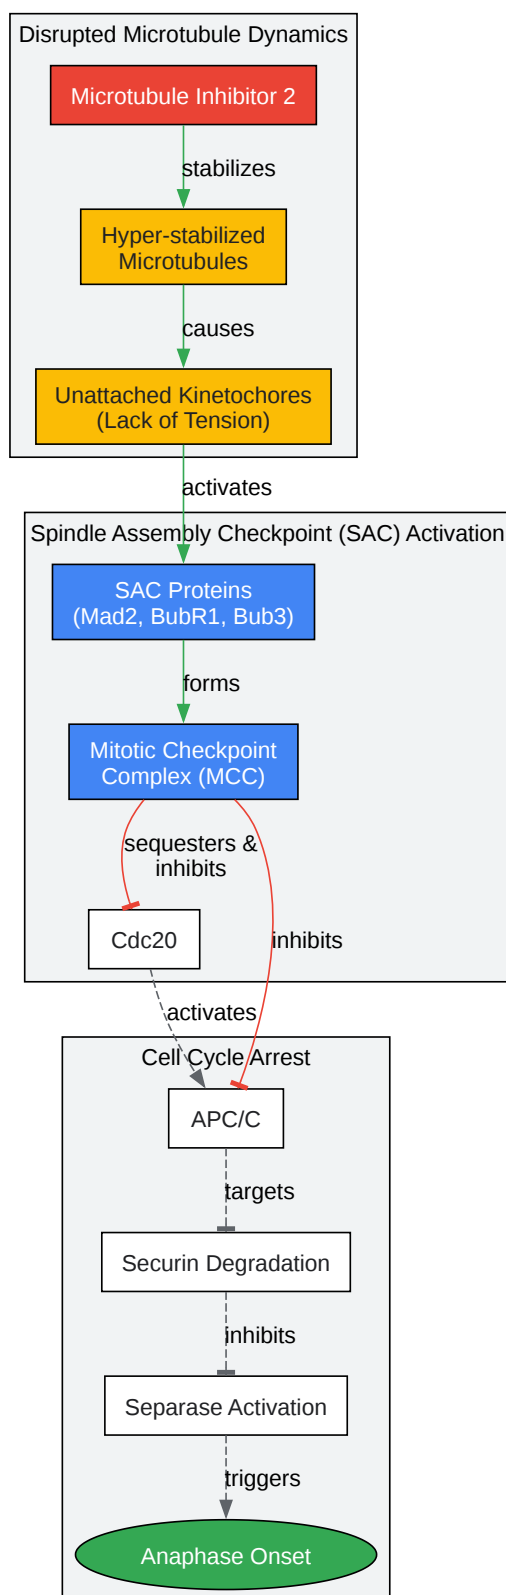 Disrupted Microtubule Dynamics
Microtubule Inhibitor 2
stabilizes
Hyper-stabilized
Microtubules
causes
Unattached Kinetochores
(Lack of Tension)
activates
Spindle Assembly Checkpoint (SAC) Activation
SAC Proteins
(Mad2, BubR1, Bub3)
forms
Mitotic Checkpoint
Complex (MCC)
sequesters &
inhibits
Cdc20
inhibits
activates
Cell Cycle Arrest
APC/C
targets
Securin Degradation
inhibits
Separase Activation
triggers
Anaphase Onset